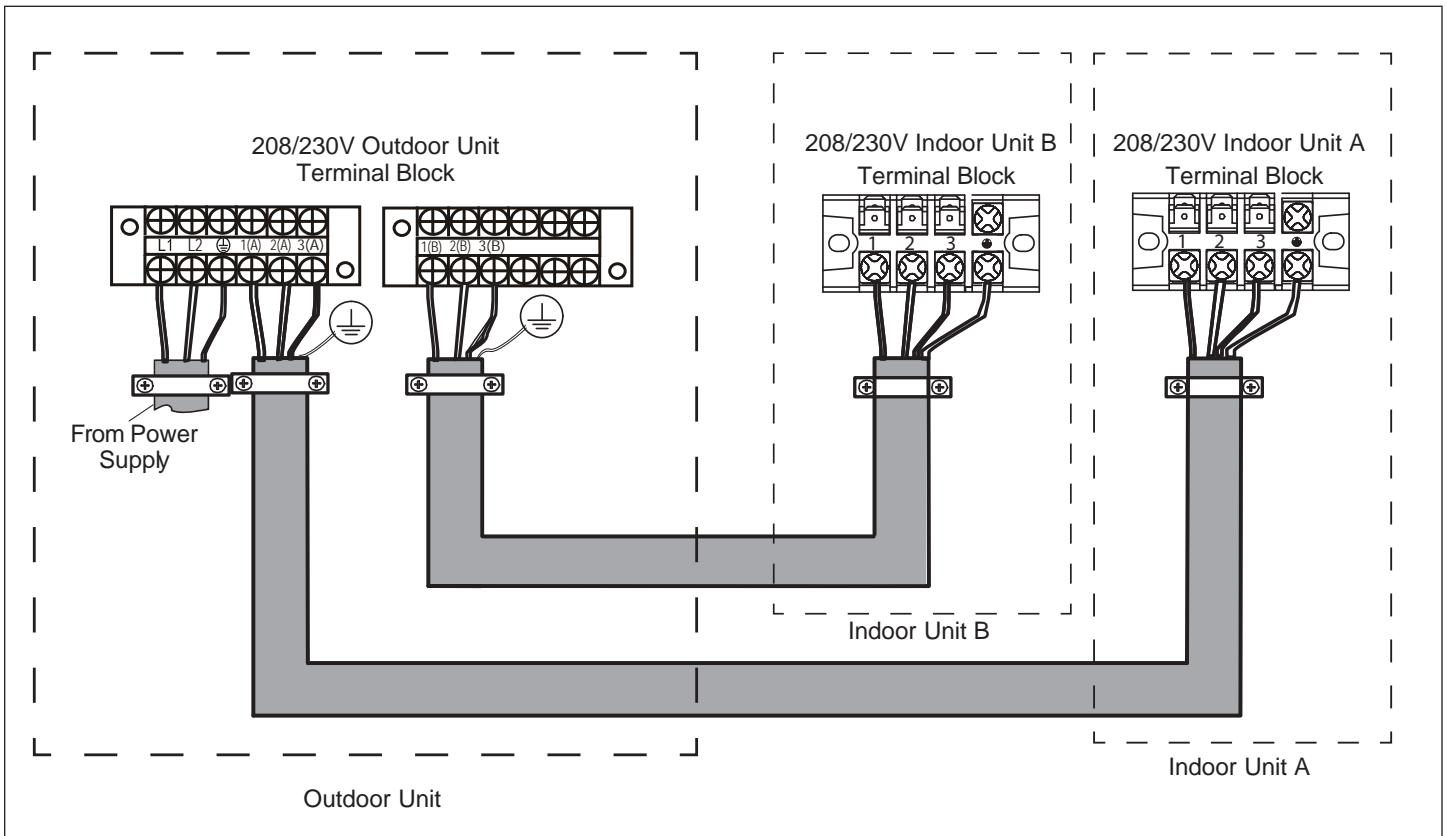 208/230V Outdoor Unit
Terminal Block
208/230V Indoor Unit B
Terminal Block
208/230V Indoor Unit A
Terminal Block
L1 L2 1(A) 2(A) 3(A)
1(B) 2(B) 3(B)
1 2 3
1 2 3
From Power
Supply
Indoor Unit B
Indoor Unit A
Outdoor Unit